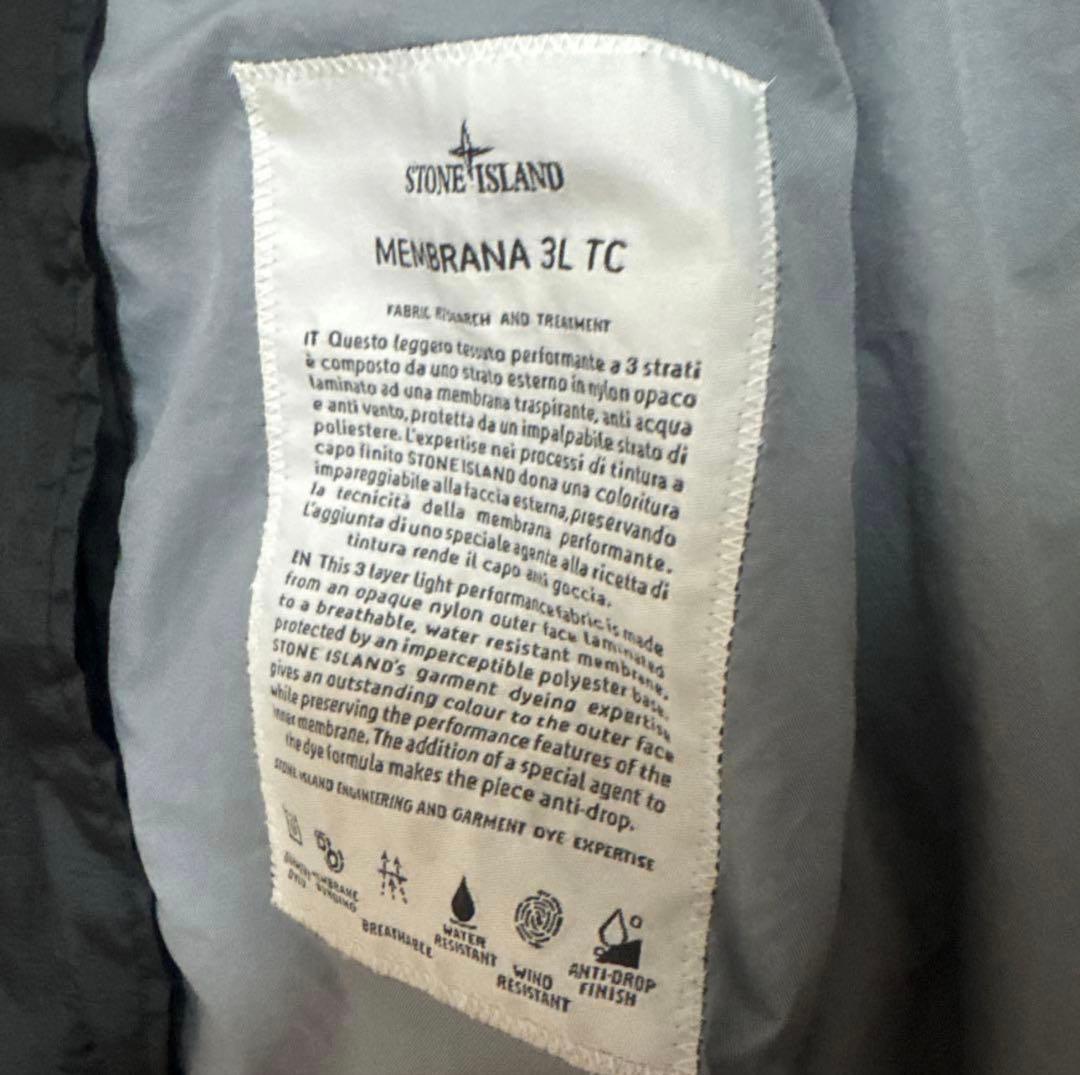 STONE ISLAND
MEMBRANA 3L TC
FABRIC RESEARCH AND TREATMENT
IT Questo leggero tessuto performante a 3 strati
è composto da uno strato esterno in nylon opaco
laminato ad una membrana traspirante, anti acqua
e anti vento, protetta da un impalpabile strato di
poliestere. L'expertise nei processi di tintura a
capo finito STONE ISLAND dona una coloritura
impareggiabile alla faccia esterna, preservando
la tecnicità della membrana performante.
L'aggiunta di uno speciale agente alla ricetta di
tintura rende il capo anti goccia.
EN This 3 layer light performance fabric is made
from an opaque nylon outer face laminated
to a breathable, water resistant membrane,
protected by an imperceptible polyester base.
STONE ISLAND's garment dyeing expertise
gives an outstanding colour to the outer face
while preserving the performance features of the
inner membrane. The addition of a special agent to
the dye formula makes the piece anti-drop.
STONE ISLAND ENGINEERING AND GARMENT DYE EXPERTISE
GARMENT DYED
MEMBRANE BONDING
BREATHABLE
WATER RESISTANT
WIND RESISTANT
ANTI-DROP FINISH